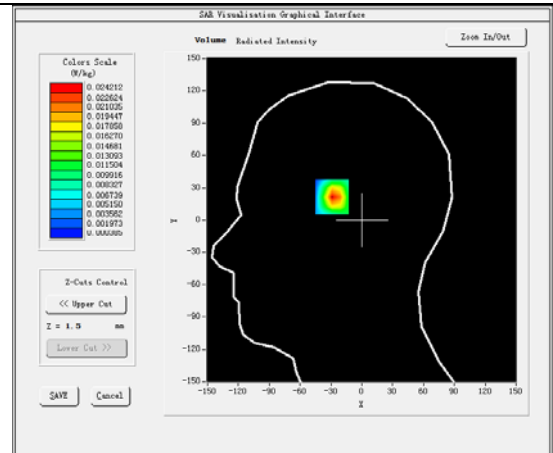 SAR Visualisation Graphical Interface
Volume Radiated Intensity
Zoom In/Out
Colors Scale
(W/kg)
0.024212
0.022624
0.021035
0.019447
0.017858
0.016270
0.014681
0.013093
0.011504
0.009916
0.008327
0.006739
0.005150
0.003562
0.001973
0.000385
Z-Cuts Control
<< Upper Cut
Z = 1.5 mm
Lower Cut >>
SAVE Cancel
150
120
90
60
30
0
-30
-60
-90
-120
-150
Y
-150 -120 -90 -60 -30 0 30 60 90 120 150
X